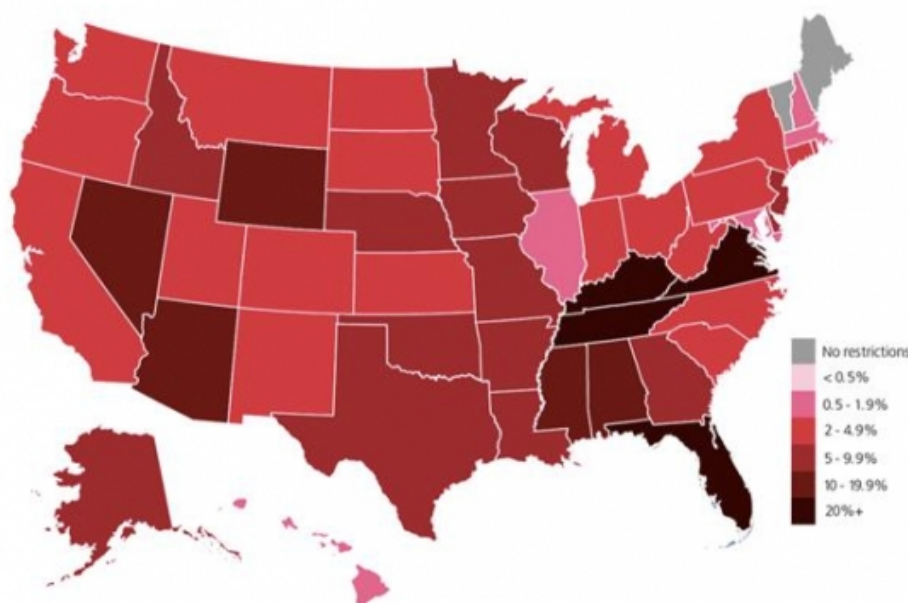 No restrictions
< 0.5%
0.5 - 1.9%
2 - 4.9%
5 - 9.9%
10 - 19.9%
20%+